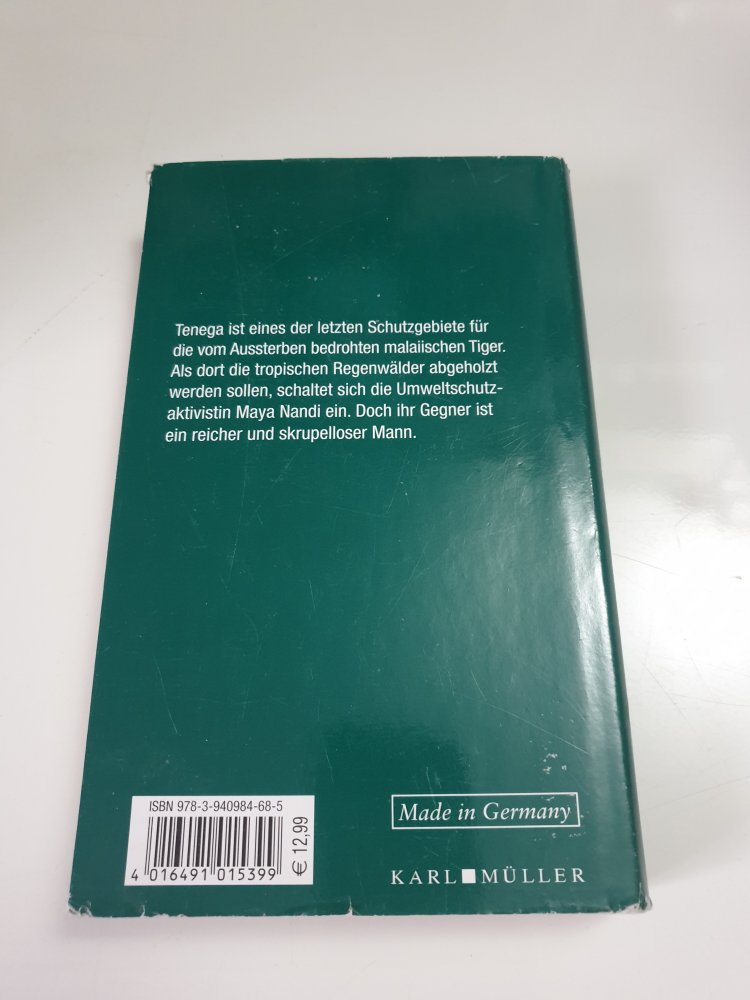 Tenega ist eines der letzten Schutzgebiete für
die vom Aussterben bedrohten malaiischen Tiger.
Als dort die tropischen Regenwälder abgeholzt
werden sollen, schaltet sich die Umweltschutz-
aktivistin Maya Nandi ein. Doch ihr Gegner ist
ein reicher und skrupelloser Mann.
ISBN 978-3-940984-68-5
€ 12,99
4 016491 015399
Made in Germany
KARL■MÜLLER